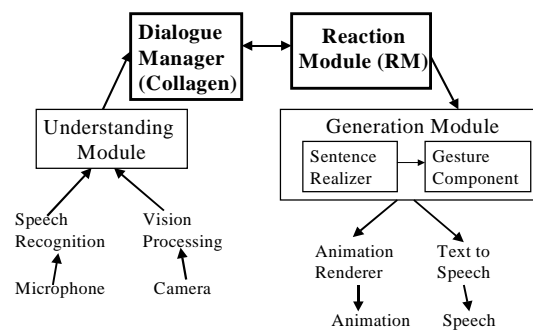 Dialogue
Manager
(Collagen)
Reaction
Module (RM)
Understanding
Module
Generation Module
Sentence
Realizer
Gesture
Component
Speech
Recognition
Vision
Processing
Animation
Renderer
Text to
Speech
Microphone
Camera
Animation
Speech